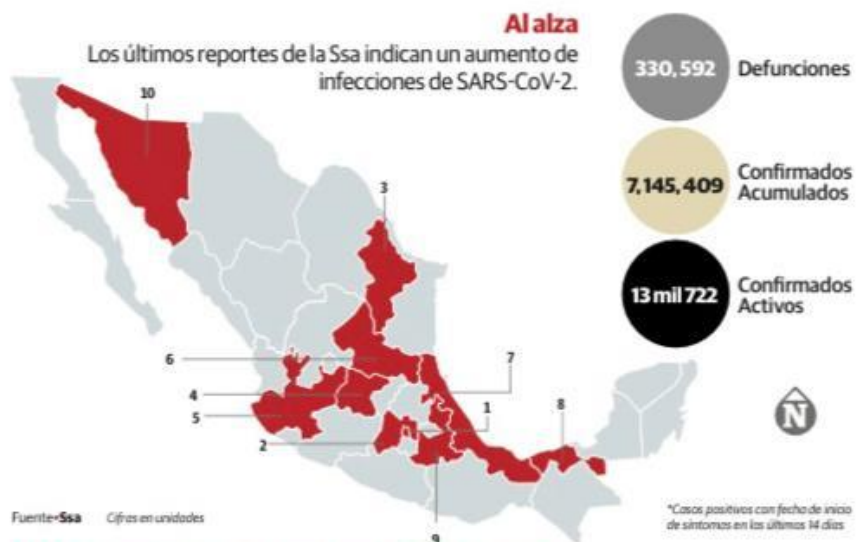 Al alza
Los últimos reportes de la Ssa indican un aumento de
infecciones de SARS-CoV-2.
330,592
Defunciones
7,145,409
Confirmados
Acumulados
13 mil 722
Confirmados
Activos
10
3
6
7
4
1
8
5
2
9
N
Fuente•Ssa
Cifras en unidades
*Casos positivos con fecha de inicio
de síntomas en los últimos 14 días